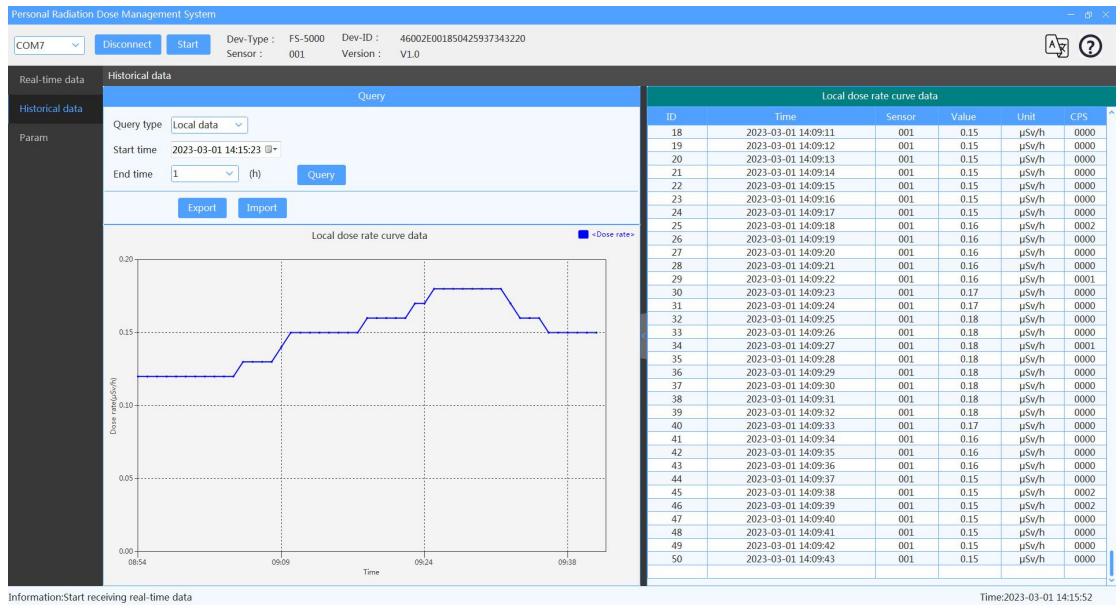 Personal Radiation Dose Management System
COM7 Disconnect Start Dev-Type : FS-5000 Dev-ID : 46002E001850425937343220
Sensor : 001 Version : V1.0
Real-time data
Historical data
Param
Historical data
Query
Query type Local data
Start time 2023-03-01 14:15:23
End time 1 (h) Query
Export Import
Local dose rate curve data
<Dose rate>
Dose rate(μSv/h)
0.20
0.15
0.10
0.05
0.00
08:54 09:09 09:24 09:38
Time
Local dose rate curve data
ID Time Sensor Value Unit CPS
18 2023-03-01 14:09:11 001 0.15 μSv/h 0000
19 2023-03-01 14:09:12 001 0.15 μSv/h 0000
20 2023-03-01 14:09:13 001 0.15 μSv/h 0000
21 2023-03-01 14:09:14 001 0.15 μSv/h 0000
22 2023-03-01 14:09:15 001 0.15 μSv/h 0000
23 2023-03-01 14:09:16 001 0.15 μSv/h 0000
24 2023-03-01 14:09:17 001 0.15 μSv/h 0000
25 2023-03-01 14:09:18 001 0.16 μSv/h 0002
26 2023-03-01 14:09:19 001 0.16 μSv/h 0000
27 2023-03-01 14:09:20 001 0.16 μSv/h 0000
28 2023-03-01 14:09:21 001 0.16 μSv/h 0000
29 2023-03-01 14:09:22 001 0.16 μSv/h 0001
30 2023-03-01 14:09:23 001 0.17 μSv/h 0000
31 2023-03-01 14:09:24 001 0.17 μSv/h 0000
32 2023-03-01 14:09:25 001 0.18 μSv/h 0000
33 2023-03-01 14:09:26 001 0.18 μSv/h 0000
34 2023-03-01 14:09:27 001 0.18 μSv/h 0001
35 2023-03-01 14:09:28 001 0.18 μSv/h 0000
36 2023-03-01 14:09:29 001 0.18 μSv/h 0000
37 2023-03-01 14:09:30 001 0.18 μSv/h 0000
38 2023-03-01 14:09:31 001 0.18 μSv/h 0000
39 2023-03-01 14:09:32 001 0.18 μSv/h 0000
40 2023-03-01 14:09:33 001 0.17 μSv/h 0000
41 2023-03-01 14:09:34 001 0.16 μSv/h 0000
42 2023-03-01 14:09:35 001 0.16 μSv/h 0000
43 2023-03-01 14:09:36 001 0.16 μSv/h 0000
44 2023-03-01 14:09:37 001 0.15 μSv/h 0000
45 2023-03-01 14:09:38 001 0.15 μSv/h 0002
46 2023-03-01 14:09:39 001 0.15 μSv/h 0002
47 2023-03-01 14:09:40 001 0.15 μSv/h 0000
48 2023-03-01 14:09:41 001 0.15 μSv/h 0000
49 2023-03-01 14:09:42 001 0.15 μSv/h 0000
50 2023-03-01 14:09:43 001 0.15 μSv/h 0000
Information:Start receiving real-time data Time:2023-03-01 14:15:52